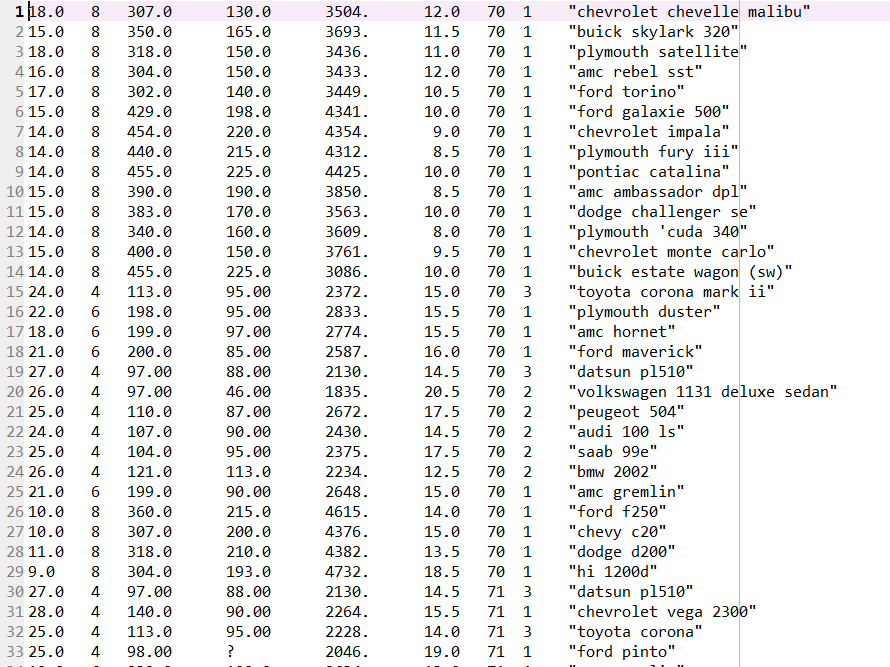 1 18.0 8 307.0 130.0 3504. 12.0 70 1 "chevrolet chevelle malibu"
2 15.0 8 350.0 165.0 3693. 11.5 70 1 "buick skylark 320"
3 18.0 8 318.0 150.0 3436. 11.0 70 1 "plymouth satellite"
4 16.0 8 304.0 150.0 3433. 12.0 70 1 "amc rebel sst"
5 17.0 8 302.0 140.0 3449. 10.5 70 1 "ford torino"
6 15.0 8 429.0 198.0 4341. 10.0 70 1 "ford galaxie 500"
7 14.0 8 454.0 220.0 4354. 9.0 70 1 "chevrolet impala"
8 14.0 8 440.0 215.0 4312. 8.5 70 1 "plymouth fury iii"
9 14.0 8 455.0 225.0 4425. 10.0 70 1 "pontiac catalina"
10 15.0 8 390.0 190.0 3850. 8.5 70 1 "amc ambassador dpl"
11 15.0 8 383.0 170.0 3563. 10.0 70 1 "dodge challenger se"
12 14.0 8 340.0 160.0 3609. 8.0 70 1 "plymouth 'cuda 340"
13 15.0 8 400.0 150.0 3761. 9.5 70 1 "chevrolet monte carlo"
14 14.0 8 455.0 225.0 3086. 10.0 70 1 "buick estate wagon (sw)"
15 24.0 4 113.0 95.00 2372. 15.0 70 3 "toyota corona mark ii"
16 22.0 6 198.0 95.00 2833. 15.5 70 1 "plymouth duster"
17 18.0 6 199.0 97.00 2774. 15.5 70 1 "amc hornet"
18 21.0 6 200.0 85.00 2587. 16.0 70 1 "ford maverick"
19 27.0 4 97.00 88.00 2130. 14.5 70 3 "datsun pl510"
20 26.0 4 97.00 46.00 1835. 20.5 70 2 "volkswagen 1131 deluxe sedan"
21 25.0 4 110.0 87.00 2672. 17.5 70 2 "peugeot 504"
22 24.0 4 107.0 90.00 2430. 14.5 70 2 "audi 100 ls"
23 25.0 4 104.0 95.00 2375. 17.5 70 2 "saab 99e"
24 26.0 4 121.0 113.0 2234. 12.5 70 2 "bmw 2002"
25 21.0 6 199.0 90.00 2648. 15.0 70 1 "amc gremlin"
26 10.0 8 360.0 215.0 4615. 14.0 70 1 "ford f250"
27 10.0 8 307.0 200.0 4376. 15.0 70 1 "chevy c20"
28 11.0 8 318.0 210.0 4382. 13.5 70 1 "dodge d200"
29 9.0 8 304.0 193.0 4732. 18.5 70 1 "hi 1200d"
30 27.0 4 97.00 88.00 2130. 14.5 71 3 "datsun pl510"
31 28.0 4 140.0 90.00 2264. 15.5 71 1 "chevrolet vega 2300"
32 25.0 4 113.0 95.00 2228. 14.0 71 3 "toyota corona"
33 25.0 4 98.00 ? 2046. 19.0 71 1 "ford pinto"